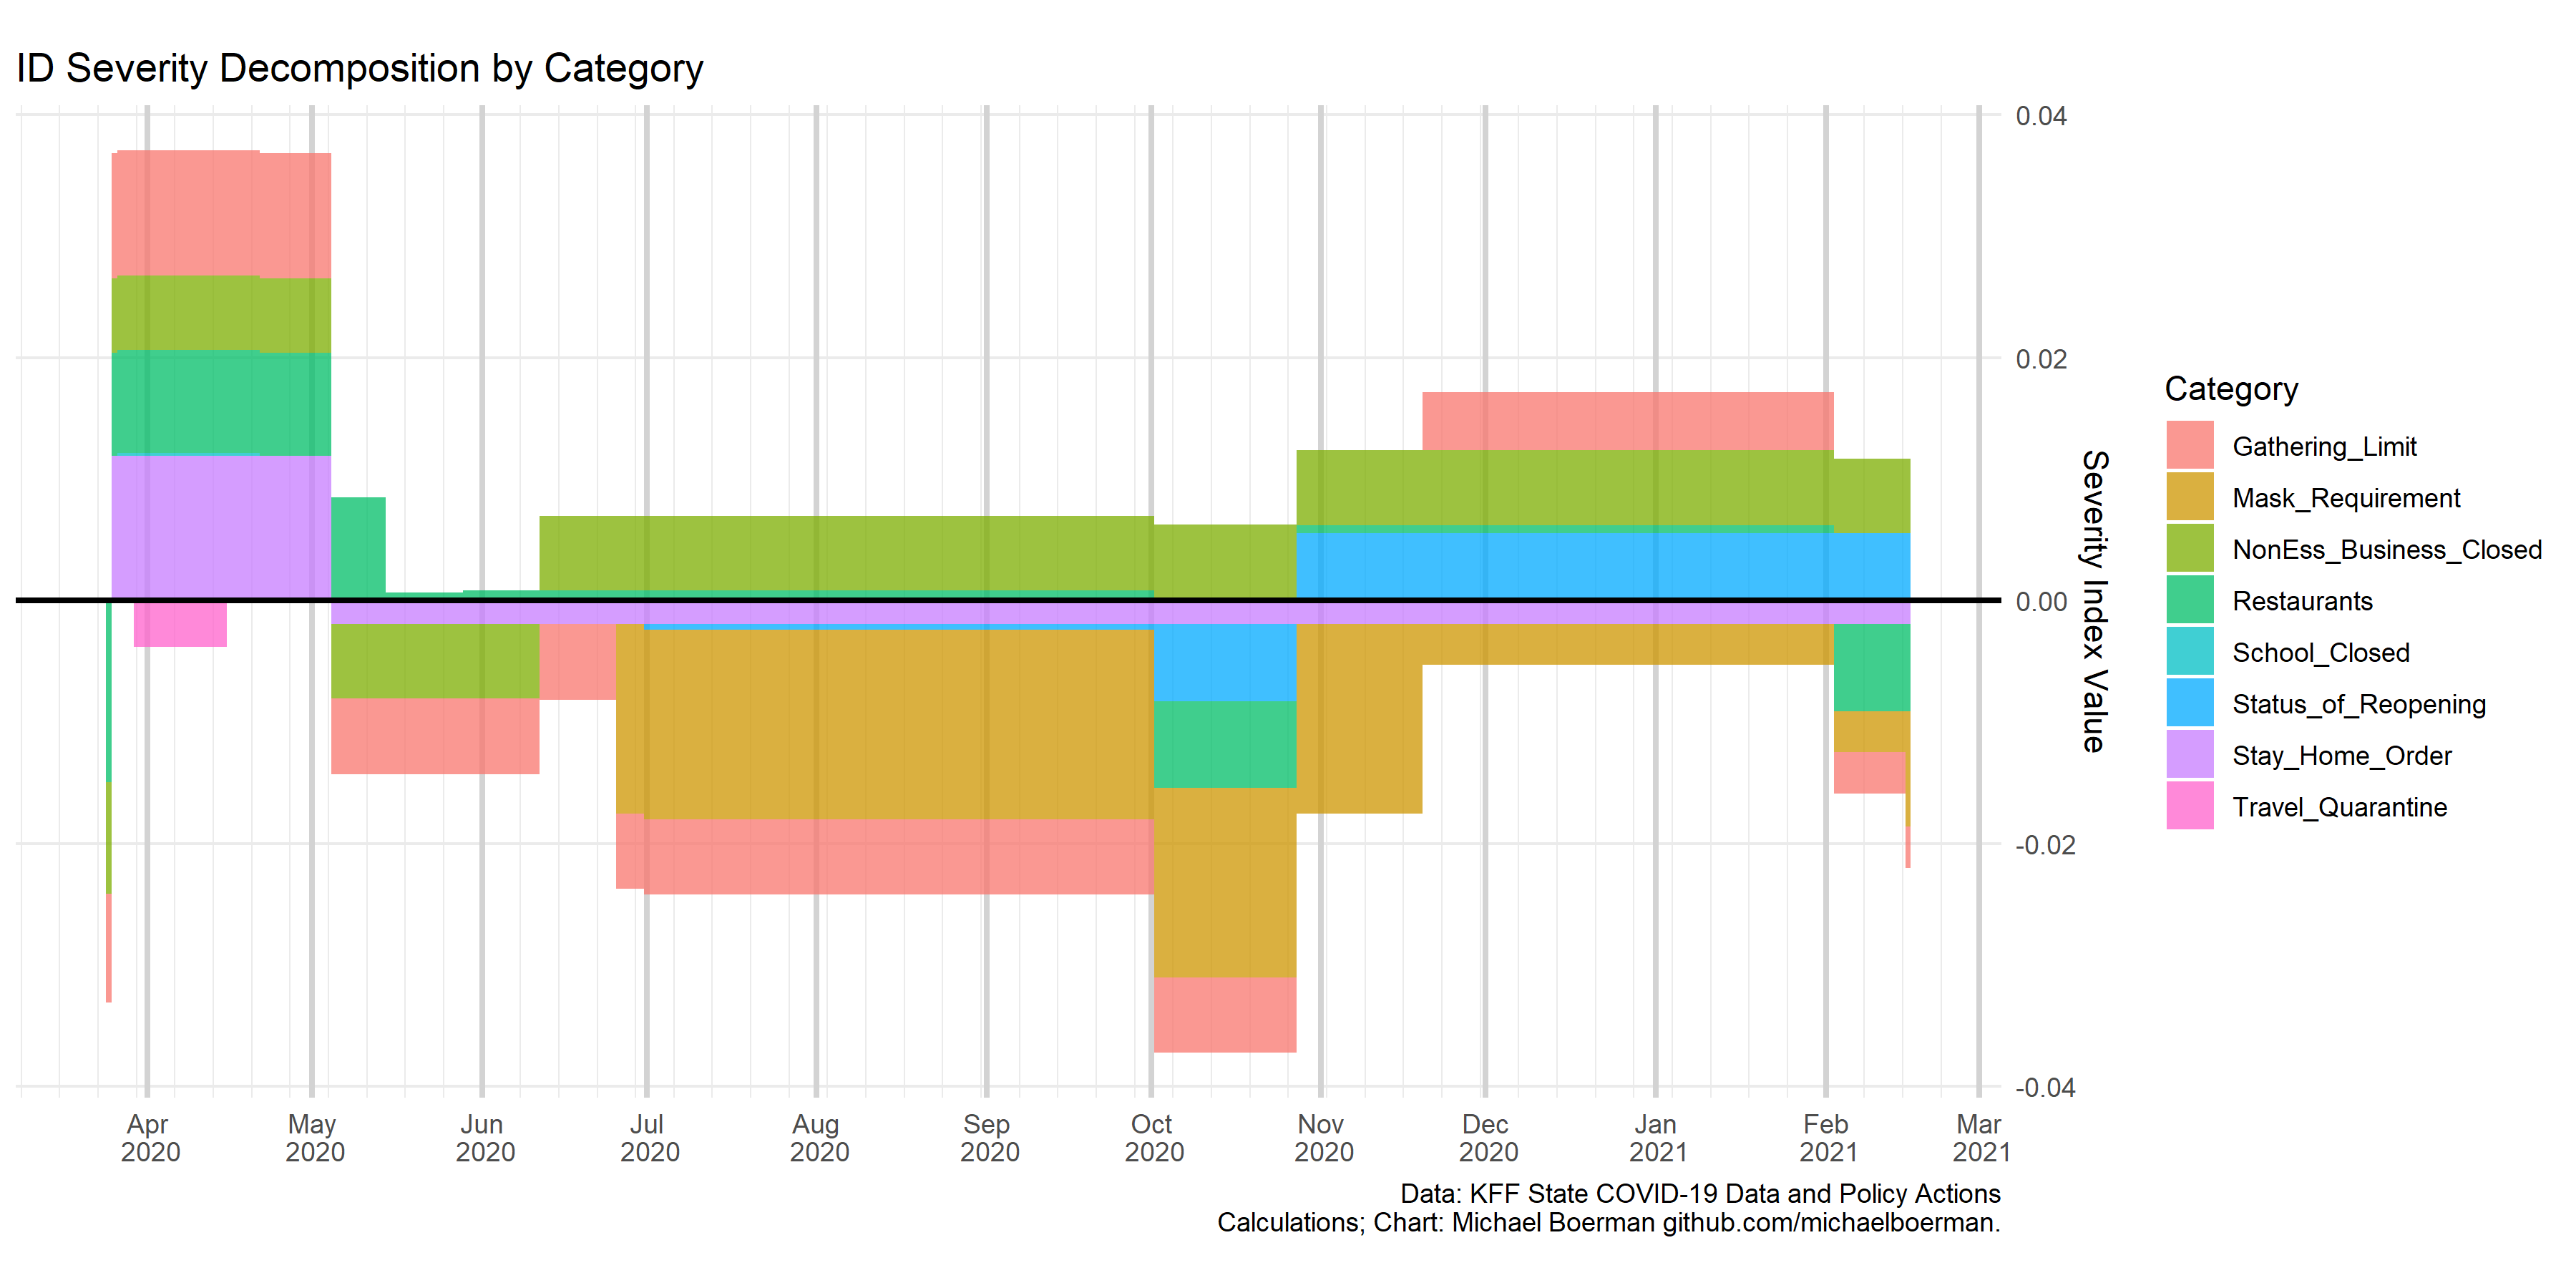 ID Severity Decomposition by Category
0.04
0.02
0.00
-0.02
-0.04
Severity Index Value
Apr
2020
May
2020
Jun
2020
Jul
2020
Aug
2020
Sep
2020
Oct
2020
Nov
2020
Dec
2020
Jan
2021
Feb
2021
Mar
2021
Category
Gathering_Limit
Mask_Requirement
NonEss_Business_Closed
Restaurants
School_Closed
Status_of_Reopening
Stay_Home_Order
Travel_Quarantine
Data: KFF State COVID-19 Data and Policy Actions
Calculations; Chart: Michael Boerman github.com/michaelboerman.